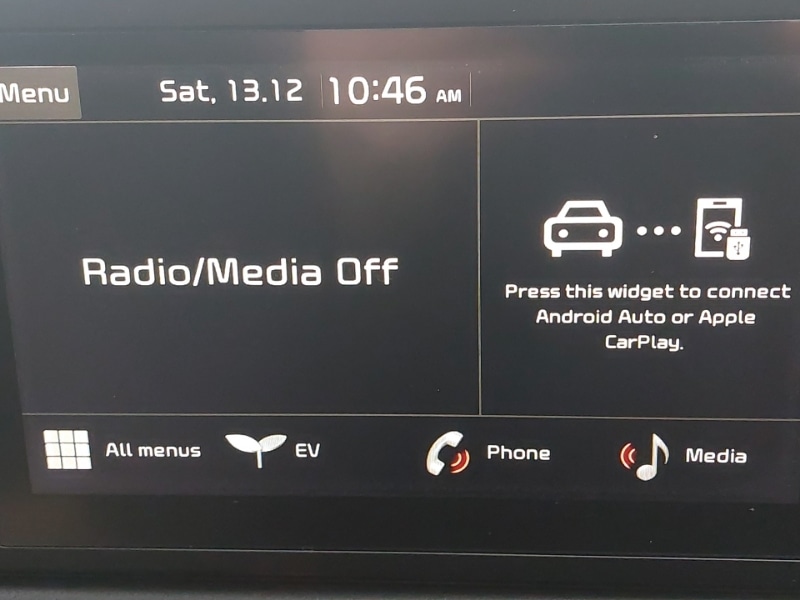 Menu
Sat, 13.12 10:46 AM
Radio/Media Off
Press this widget to connect
Android Auto or Apple
CarPlay.
All menus EV Phone Media